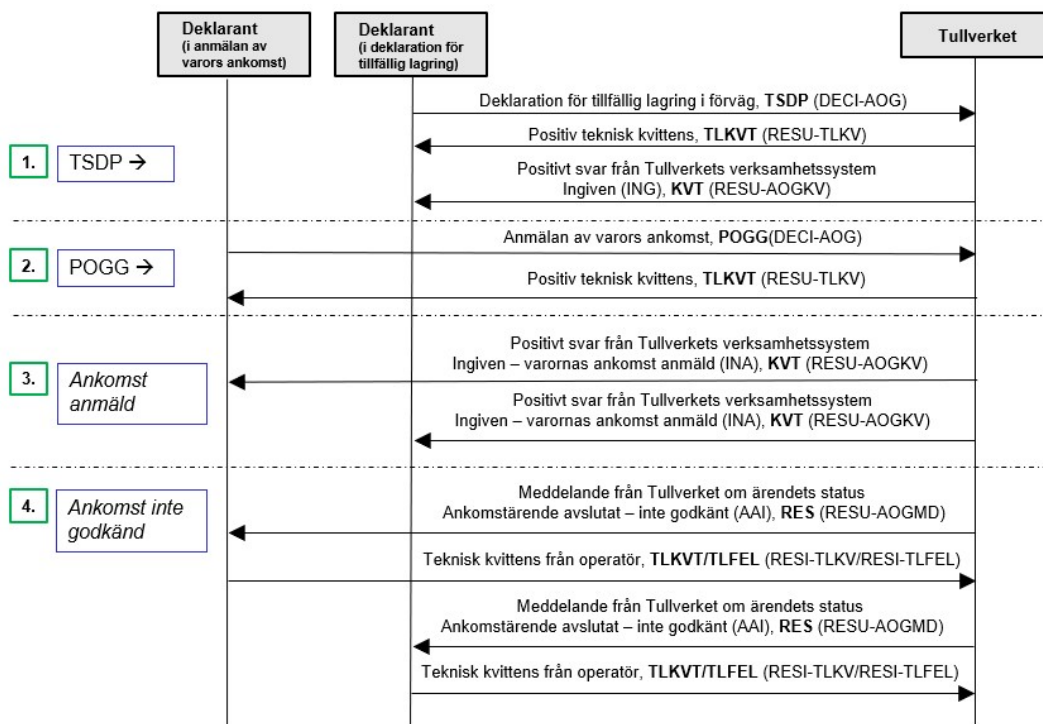 Deklarant
(i anmälan av
varors ankomst)
Deklarant
(i deklaration för
tillfällig lagring)
Tullverket
Deklaration för tillfällig lagring i förväg, TSDP (DECI-AOG)
Positiv teknisk kvittens, TLKVT (RESU-TLKV)
1.
TSDP →
Positivt svar från Tullverkets verksamhetssystem
Ingiven (ING), KVT (RESU-AOGKV)
Anmälan av varors ankomst, POGG(DECI-AOG)
2.
POGG →
Positiv teknisk kvittens, TLKVT (RESU-TLKV)
Positivt svar från Tullverkets verksamhetssystem
Ingiven – varornas ankomst anmäld (INA), KVT (RESU-AOGKV)
3.
Ankomst
anmäld
Positivt svar från Tullverkets verksamhetssystem
Ingiven – varornas ankomst anmäld (INA), KVT (RESU-AOGKV)
4.
Ankomst inte
godkänd
Meddelande från Tullverket om ärendets status
Ankomstärende avslutat – inte godkänt (AAI), RES (RESU-AOGMD)
Teknisk kvittens från operatör, TLKVT/TLFEL (RESI-TLKV/RESI-TLFEL)
Meddelande från Tullverket om ärendets status
Ankomstärende avslutat – inte godkänt (AAI), RES (RESU-AOGMD)
Teknisk kvittens från operatör, TLKVT/TLFEL (RESI-TLKV/RESI-TLFEL)